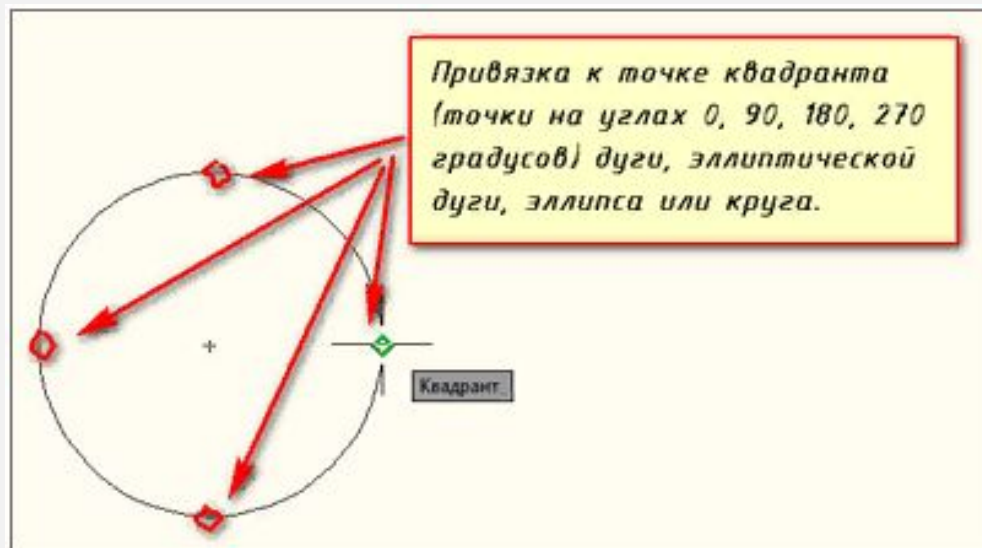 Привязка к точке квадранта
(точки на углах 0, 90, 180, 270
градусов) дуги, эллиптической
дуги, эллипса или круга.
Квадрант